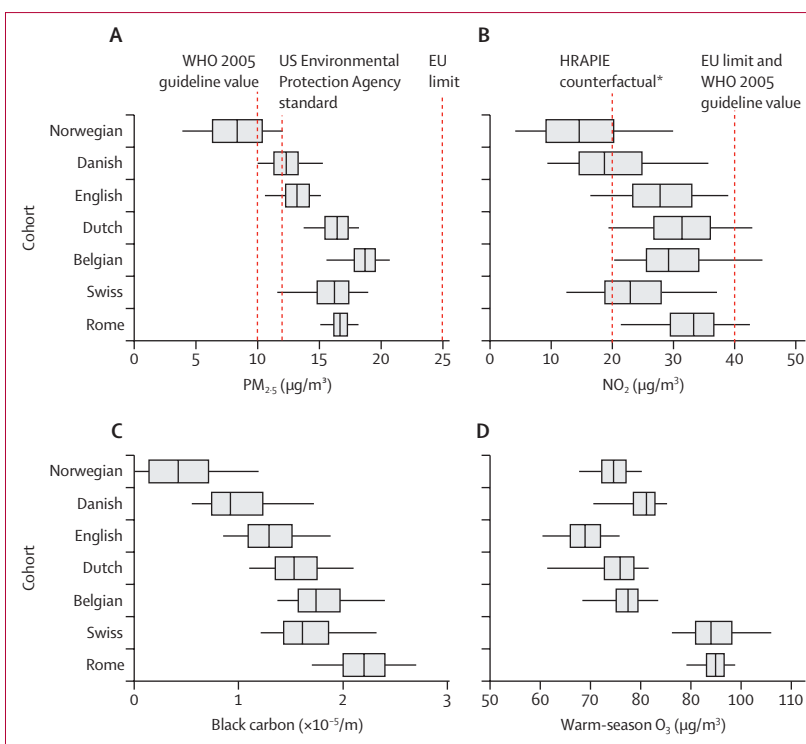 A
WHO 2005
guideline value
US Environmental
Protection Agency
standard
EU
limit
Cohort
Norwegian
Danish
English
Dutch
Belgian
Swiss
Rome
0 5 10 15 20 25
PM₂·₅ (µg/m³)
B
HRAPIE
counterfactual*
EU limit and
WHO 2005
guideline value
0 10 20 30 40 50
NO₂ (µg/m³)
C
Cohort
Norwegian
Danish
English
Dutch
Belgian
Swiss
Rome
0 1 2 3
Black carbon (×10⁻⁵/m)
D
50 60 70 80 90 100 110
Warm-season O₃ (µg/m³)